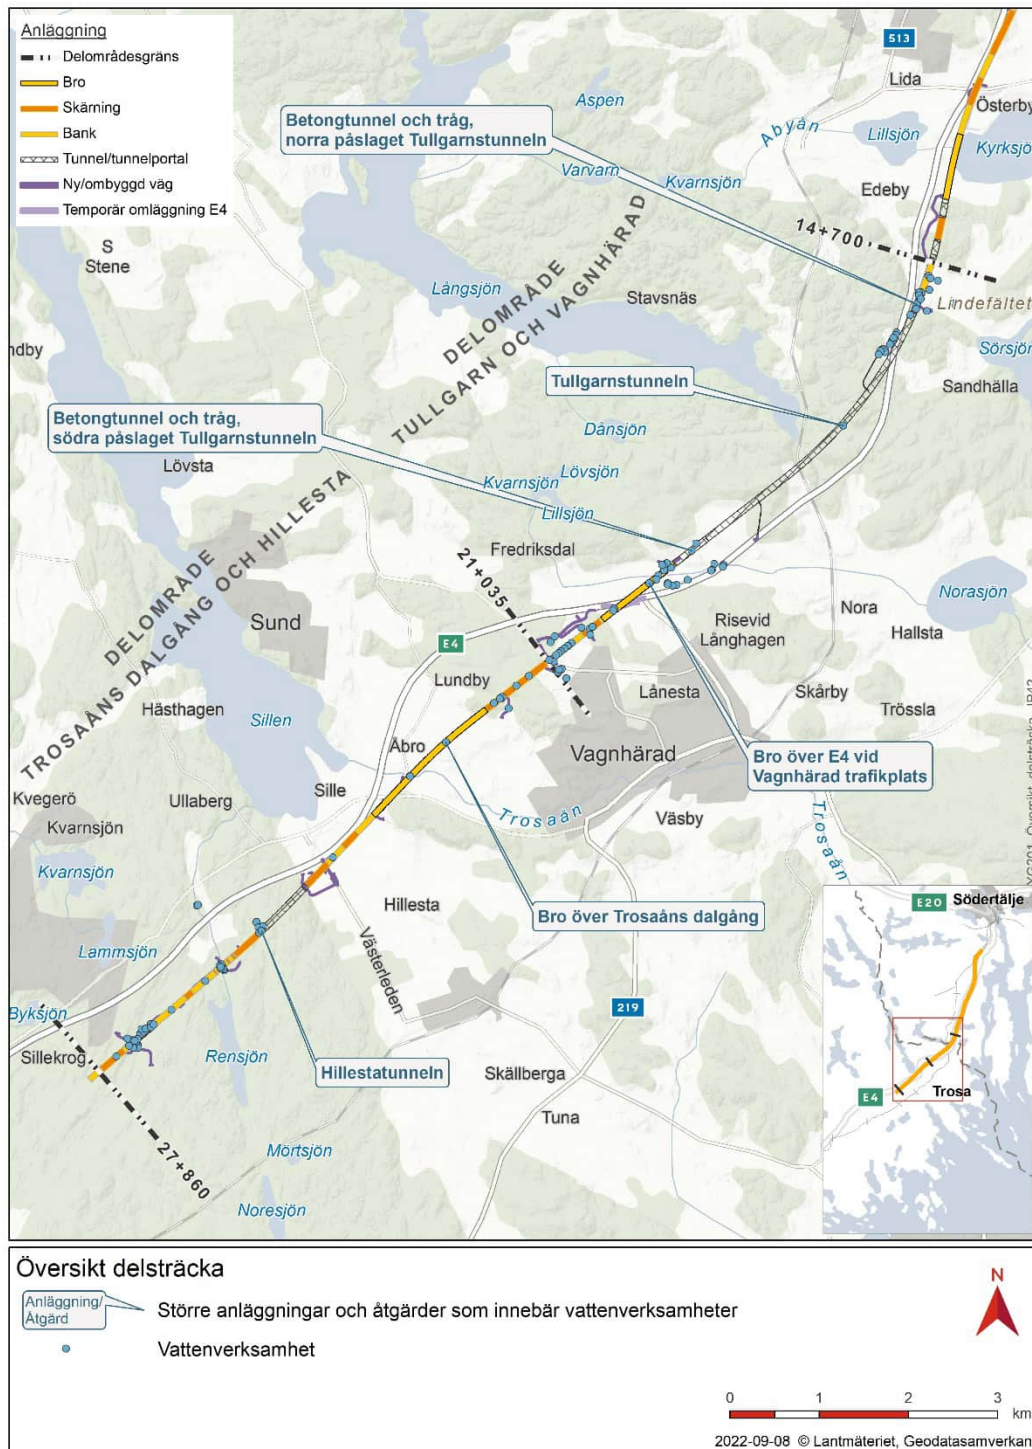 Anläggning
Delområdesgräns
Bro
Skärning
Bank
Tunnel/tunnelportal
Ny/ombyggd väg
Temporär omläggning E4
513
Lida
Österby
Aspen
Lillsjön
Åbyån
Kyrksjö
Betongtunnel och tråg,
norra påslaget Tullgarnstunneln
Varvarn
Kvarnsjön
Edeby
14+700
S
Stene
Långsjön
Stavsnäs
Lindefältet
DELOMRÅDE
TULLGARN OCH VAGNHÄRAD
ndby
Sörsjön
Tullgarnstunneln
Sandhälla
Betongtunnel och tråg,
södra påslaget Tullgarnstunneln
Dånsjön
Lövsta
Lövsjön
Kvarnsjön
Lillsjön
Fredriksdal
21+035
DELOMRÅDE
TROSAÅNS DALGÅNG OCH HILLESTA
Norasjön
Sund
Risevid
Långhagen
Nora
Hallsta
E4
Lundby
Lånesta
Skårby
Hästhagen
Sillen
Trössla
Åbro
Vagnhärad
Bro över E4 vid
Vagnhärad trafikplats
Kvegerö
Ullaberg
Sille
Trosaån
Väsby
Trosaån
Kvarnsjön
Kvarnsjön
Hillesta
Bro över Trosaåns dalgång
E20
Södertälje
Lammsjön
Västerleden
219
Byksjön
Sillekrog
Rensjön
Hillestatunneln
Skällberga
E4
Trosa
Tuna
27+860
Mörtsjön
Noresjön
Översikt delsträcka
Anläggning/
Åtgärd
Större anläggningar och åtgärder som innebär vattenverksamheter
Vattenverksamhet
N
0 1 2 3
km
2022-09-08 © Lantmäteriet, Geodatasamverkan